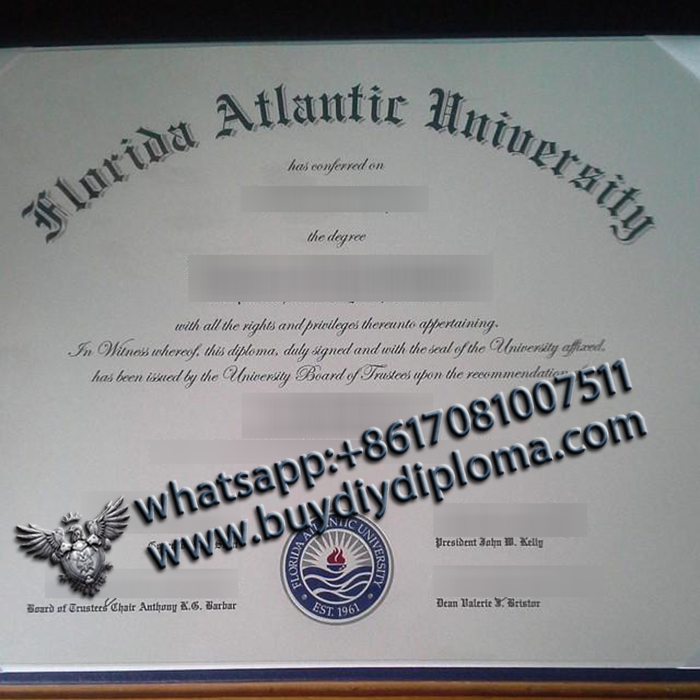 Florida Atlantic University
has conferred on
the degree
with all the rights and privileges thereunto appertaining.
In Witness whereof, this diploma, duly signed and with the seal of the University affixed,
has been issued by the University Board of Trustees upon the recommendation
whatsapp:+8617081007511
www.buydiydiploma.com
FLORIDA ATLANTIC UNIVERSITY
EST. 1961
President John W. Kelly
Board of Trustees Chair Anthony K.G. Barbar
Dean Valerie J. Bristor